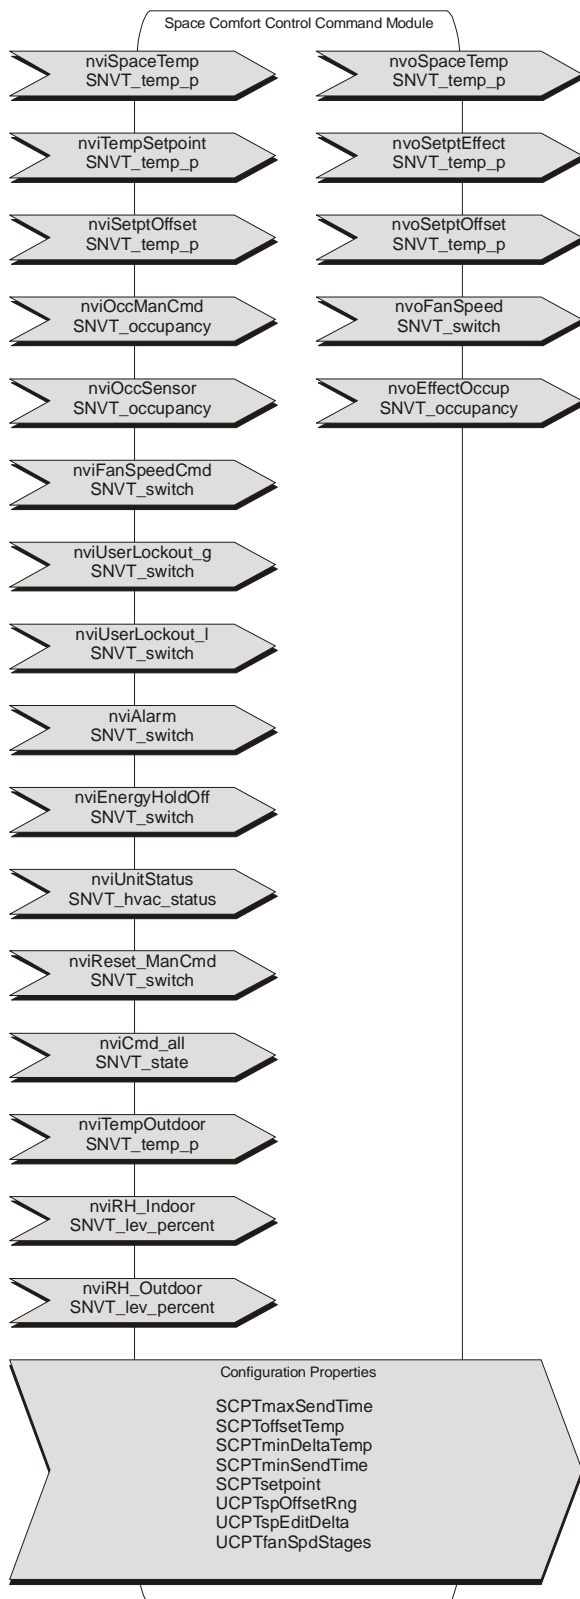 Space Comfort Control Command Module
nviSpaceTemp
SNVT_temp_p
nvoSpaceTemp
SNVT_temp_p
nviTempSetpoint
SNVT_temp_p
nvoSetptEffect
SNVT_temp_p
nviSetptOffset
SNVT_temp_p
nvoSetptOffset
SNVT_temp_p
nviOccManCmd
SNVT_occupancy
nvoFanSpeed
SNVT_switch
nviOccSensor
SNVT_occupancy
nvoEffectOccup
SNVT_occupancy
nviFanSpeedCmd
SNVT_switch
nviUserLockout_g
SNVT_switch
nviUserLockout_l
SNVT_switch
nviAlarm
SNVT_switch
nviEnergyHoldOff
SNVT_switch
nviUnitStatus
SNVT_hvac_status
nviReset_ManCmd
SNVT_switch
nviCmd_all
SNVT_state
nviTempOutdoor
SNVT_temp_p
nviRH_Indoor
SNVT_lev_percent
nviRH_Outdoor
SNVT_lev_percent
Configuration Properties
SCPTmaxSendTime
SCPToffsetTemp
SCPTminDeltaTemp
SCPTminSendTime
SCPTsetpoint
UCPTspOffsetRng
UCPTspEditDelta
UCPTfanSpdStages